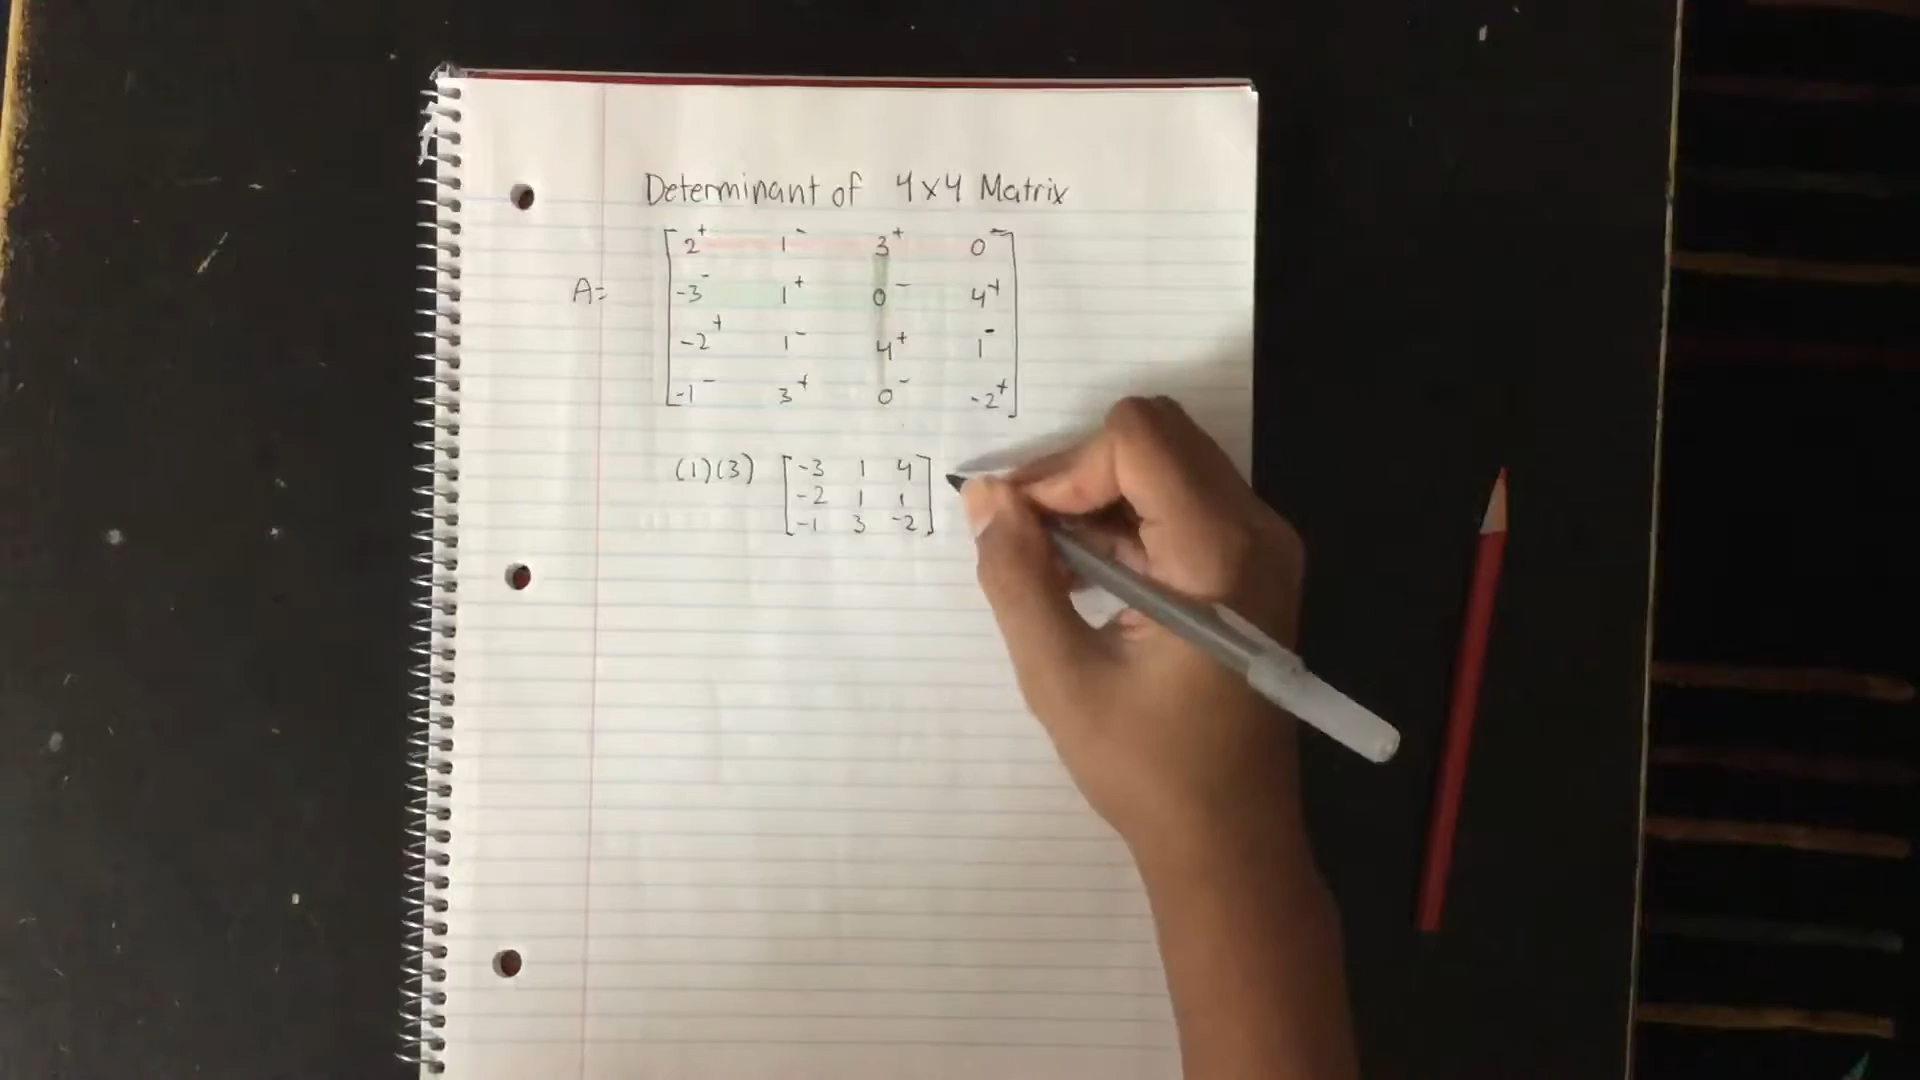 Determinant of 4x4 Matrix
A=
2⁺ 1⁻ 3⁺ 0⁻
-3⁻ 1⁺ 0⁻ 4⁺
-2⁺ 1⁻ 4⁺ 1⁻
-1⁻ 3⁺ 0⁻ -2⁺
(1)(3)
-3 1 4
-2 1 1
-1 3 -2